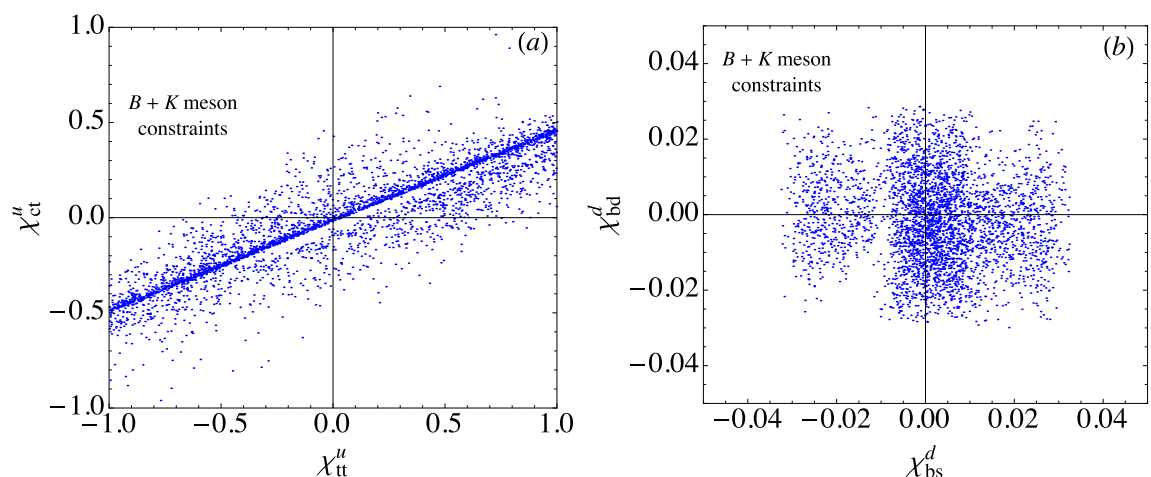 1.0
(a)
B + K meson
constraints
0.5
0.0
−0.5
−1.0
χ^u_ct
−1.0 −0.5 0.0 0.5 1.0
χ^u_tt
(b)
B + K meson
constraints
0.04
0.02
0.00
−0.02
−0.04
χ^d_bd
−0.04 −0.02 0.00 0.02 0.04
χ^d_bs